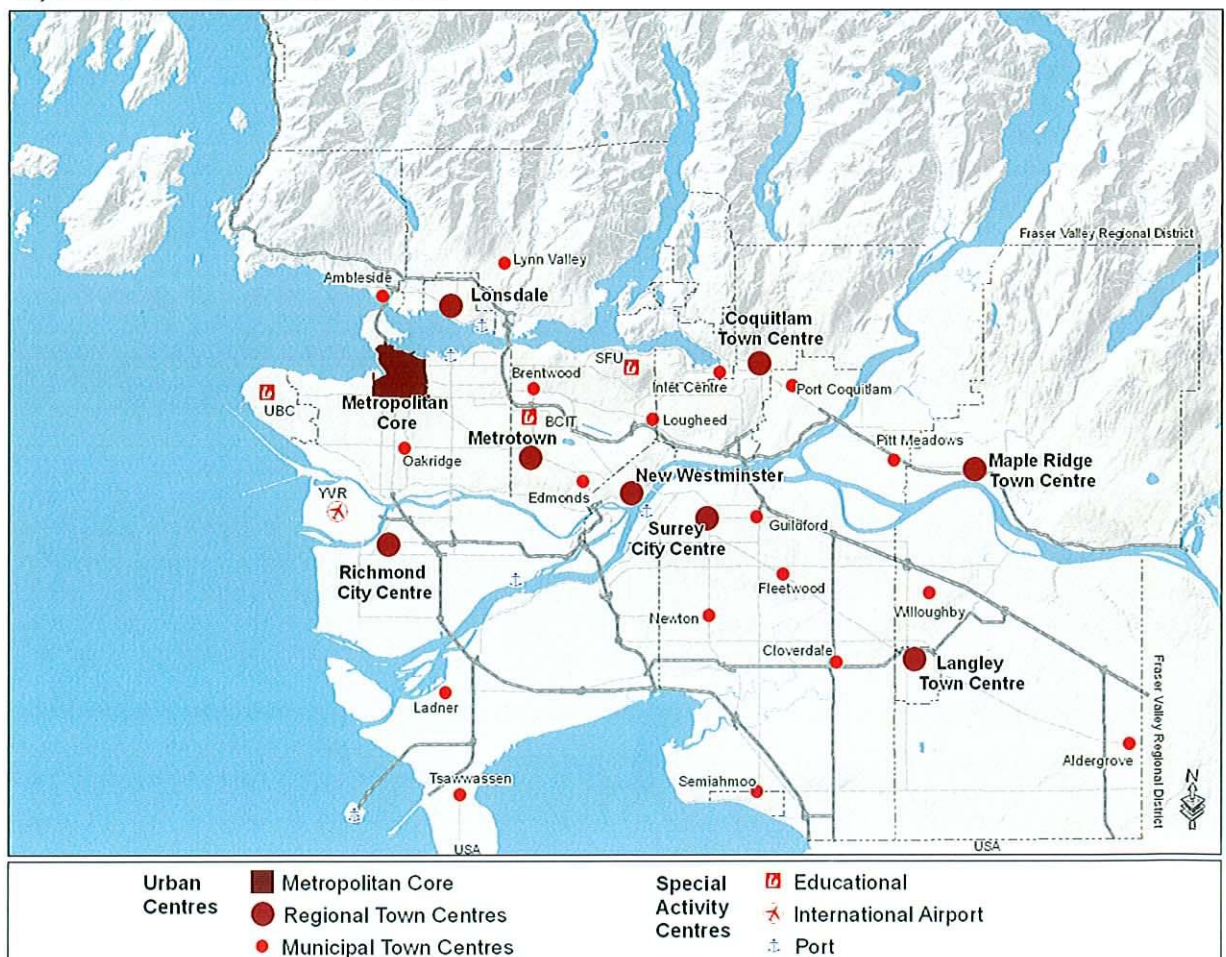 Fraser Valley Regional District
Lynn Valley
Ambleside
Lonsdale
Coquitlam
Town Centre
SFU
Inlet Centre
Brentwood
Port Coquitlam
UBC
Metropolitan
Core
BCIT
Lougheed
Metrotown
Oakridge
Pitt Meadows
Maple Ridge
Town Centre
New Westminster
Edmonds
YVR
Guildford
Surrey
City Centre
Richmond
City Centre
Fleetwood
Willoughby
Newton
Cloverdale
Langley
Town Centre
Fraser Valley Regional District
Ladner
Aldergrove
Tsawwassen
Semiahmoo
N
USA
USA
Urban
Centres
Metropolitan Core
Regional Town Centres
Municipal Town Centres
Special
Activity
Centres
Educational
International Airport
Port